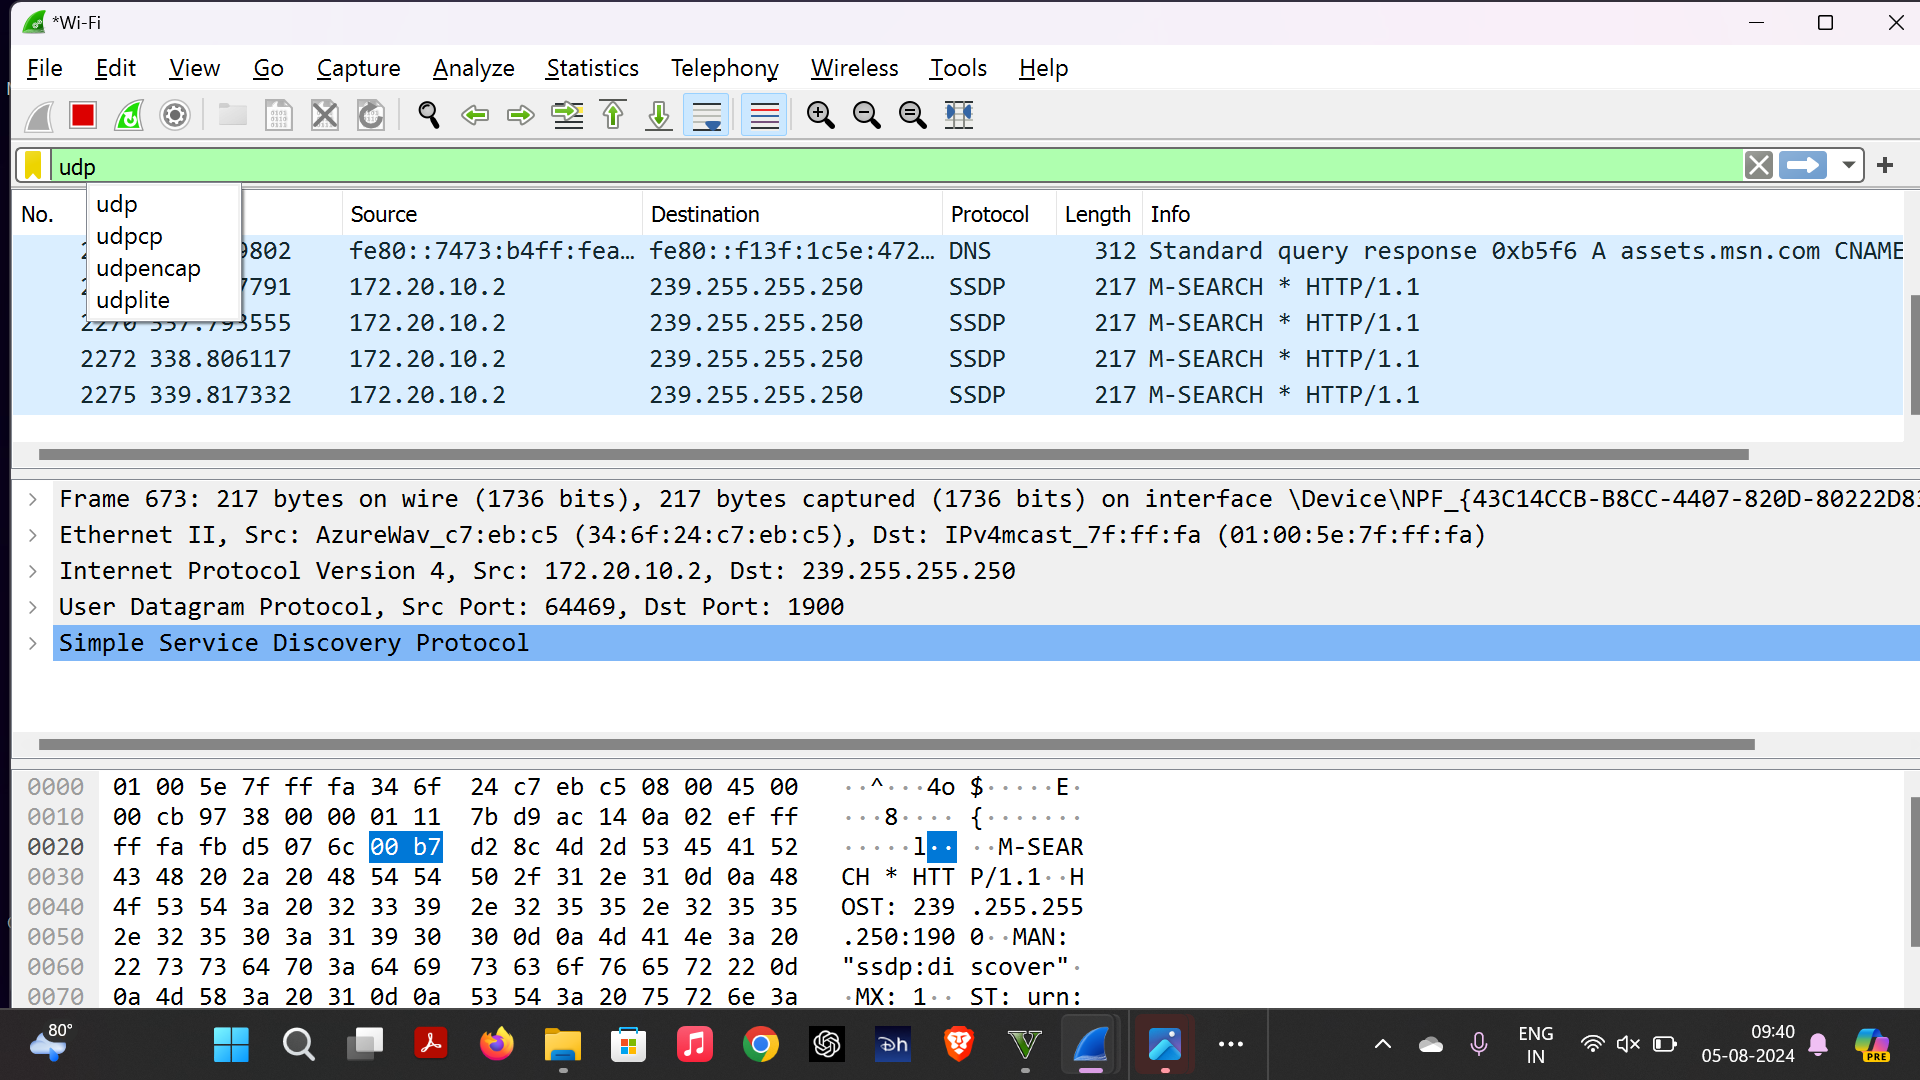 *Wi-Fi
File Edit View Go Capture Analyze Statistics Telephony Wireless Tools Help
udp
udp
udpcp
udpencap
udplite
No. Source Destination Protocol Length Info
9802 fe80::7473:b4ff:fea… fe80::f13f:1c5e:472… DNS 312 Standard query response 0xb5f6 A assets.msn.com CNAME
7791 172.20.10.2 239.255.255.250 SSDP 217 M-SEARCH * HTTP/1.1
2270 337.793555 172.20.10.2 239.255.255.250 SSDP 217 M-SEARCH * HTTP/1.1
2272 338.806117 172.20.10.2 239.255.255.250 SSDP 217 M-SEARCH * HTTP/1.1
2275 339.817332 172.20.10.2 239.255.255.250 SSDP 217 M-SEARCH * HTTP/1.1
Frame 673: 217 bytes on wire (1736 bits), 217 bytes captured (1736 bits) on interface \Device\NPF_{43C14CCB-B8CC-4407-820D-80222D81
Ethernet II, Src: AzureWav_c7:eb:c5 (34:6f:24:c7:eb:c5), Dst: IPv4mcast_7f:ff:fa (01:00:5e:7f:ff:fa)
Internet Protocol Version 4, Src: 172.20.10.2, Dst: 239.255.255.250
User Datagram Protocol, Src Port: 64469, Dst Port: 1900
Simple Service Discovery Protocol
0000 01 00 5e 7f ff fa 34 6f 24 c7 eb c5 08 00 45 00 ··^···4o $·····E·
0010 00 cb 97 38 00 00 01 11 7b d9 ac 14 0a 02 ef ff ···8···· {·······
0020 ff fa fb d5 07 6c 00 b7 d2 8c 4d 2d 53 45 41 52 ·····l·· ··M-SEAR
0030 43 48 20 2a 20 48 54 54 50 2f 31 2e 31 0d 0a 48 CH * HTT P/1.1··H
0040 4f 53 54 3a 20 32 33 39 2e 32 35 35 2e 32 35 35 OST: 239 .255.255
0050 2e 32 35 30 3a 31 39 30 30 0d 0a 4d 41 4e 3a 20 .250:190 0··MAN:
0060 22 73 73 64 70 3a 64 69 73 63 6f 76 65 72 22 0d "ssdp:di scover"·
0070 0a 4d 58 3a 20 31 0d 0a 53 54 3a 20 75 72 6e 3a ·MX: 1·· ST: urn:
80°
ENG
IN
09:40
05-08-2024
PRE